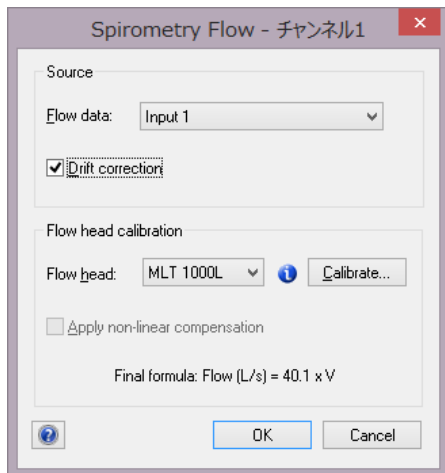 Spirometry Flow - チャンネル1
Source
Flow data: Input 1
Drift correction
Flow head calibration
Flow head: MLT 1000L Calibrate...
Apply non-linear compensation
Final formula: Flow (L/s) = 40.1 x V
OK Cancel